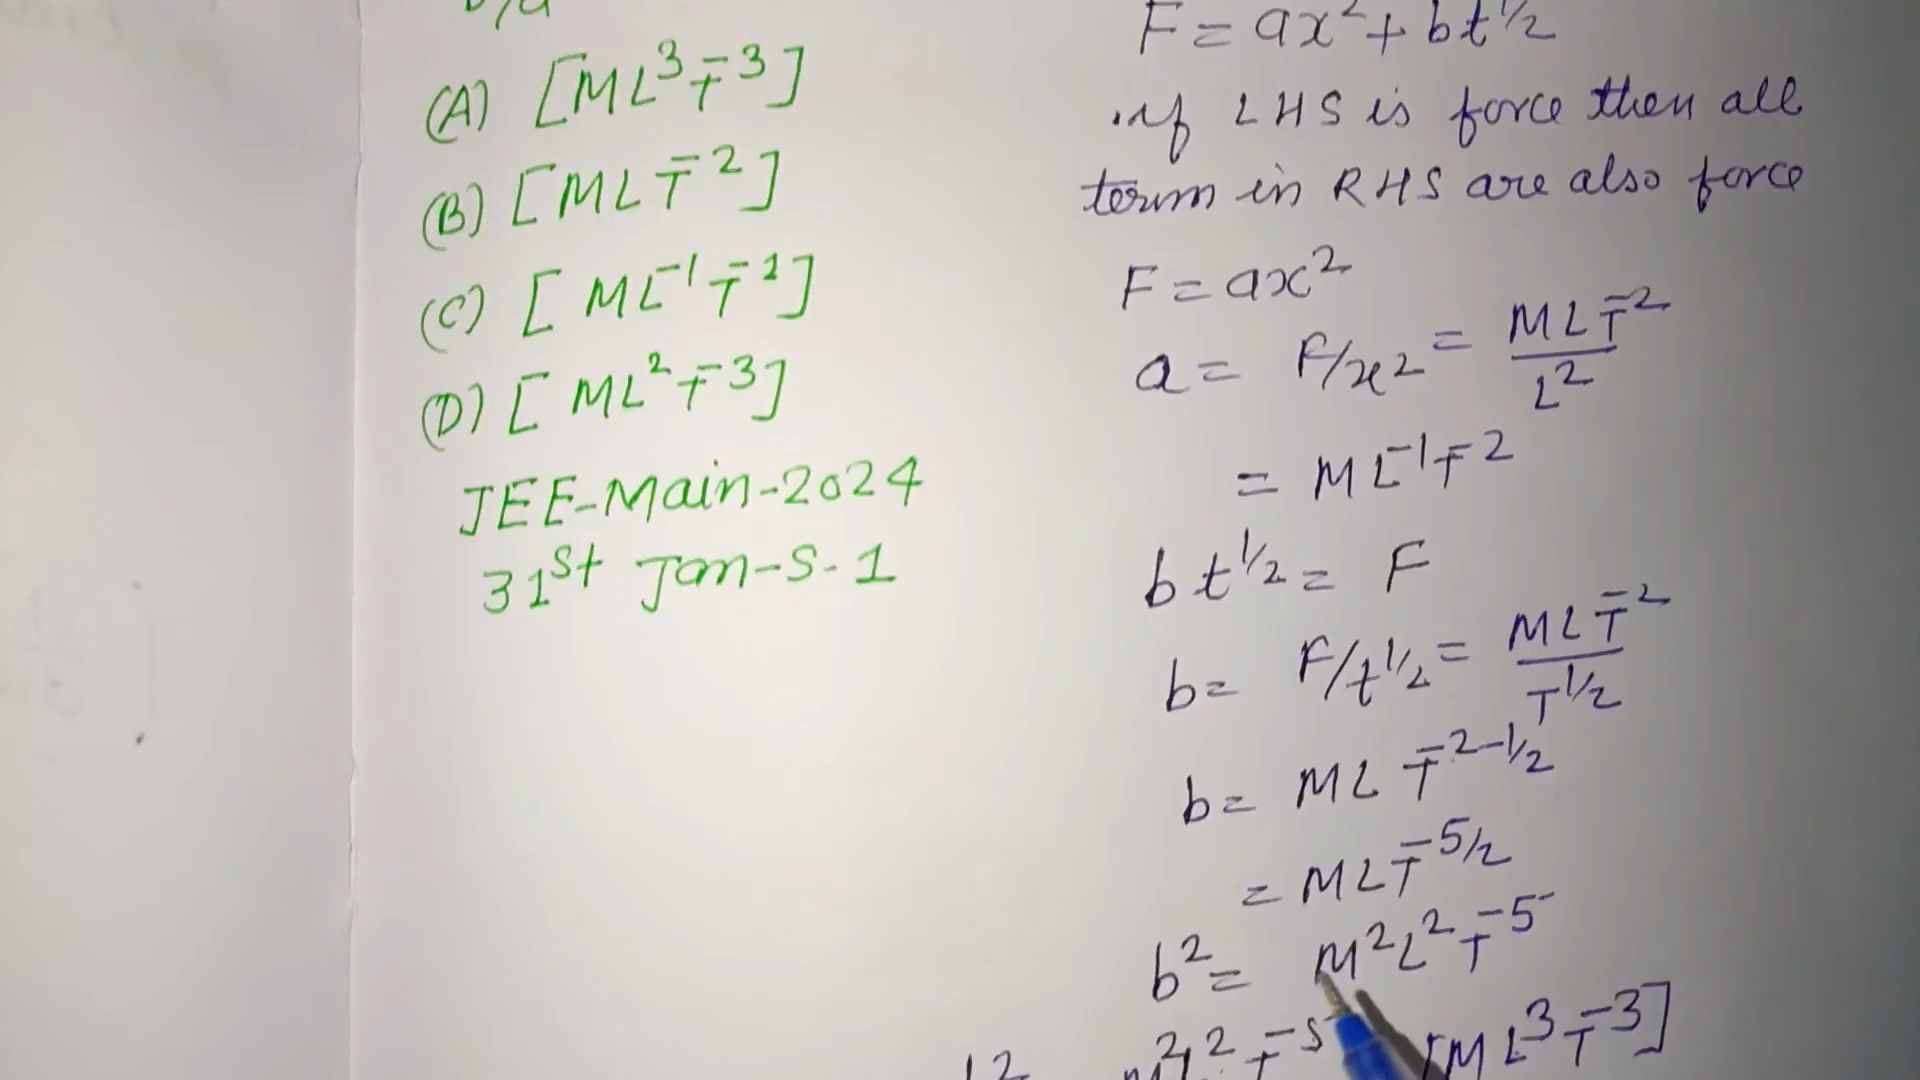 b/a
(A) [ML³T⁻³]
(B) [MLT⁻²]
(C) [ML⁻¹T⁻²]
(D) [ML²T⁻³]
JEE-Main-2024
31st Jan-S-1
F = ax² + bt^1/2
if LHS is force then all
term in RHS are also force
F = ax²
a = F/x² = MLT⁻²/L²
= ML⁻¹T⁻²
bt^1/2 = F
b = F/t^1/2 = MLT⁻²/T^1/2
b = MLT^-2-1/2
= MLT^-5/2
b² = M²L²T⁻⁵
M²L²T⁻⁵ [ML³T⁻³]